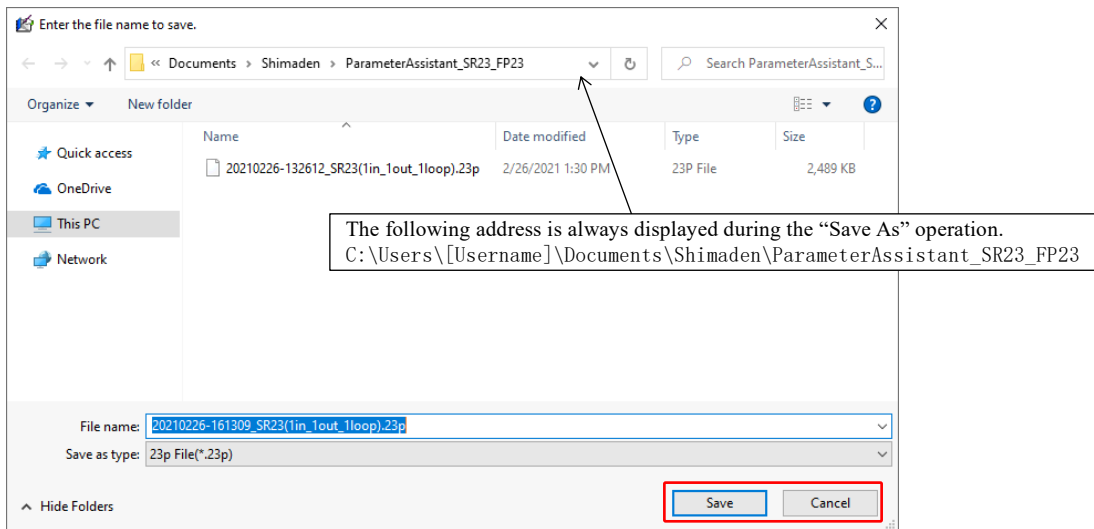 Enter the file name to save.
« Documents › Shimaden › ParameterAssistant_SR23_FP23
Search ParameterAssistant_S...
Organize
New folder
Name
Date modified
Type
Size
Quick access
20210226-132612_SR23(1in_1out_1loop).23p
2/26/2021 1:30 PM
23P File
2,489 KB
OneDrive
This PC
Network
The following address is always displayed during the “Save As” operation.
C:\Users\[Username]\Documents\Shimaden\ParameterAssistant_SR23_FP23
File name:
20210226-161309_SR23(1in_1out_1loop).23p
Save as type:
23p File(*.23p)
Hide Folders
Save
Cancel